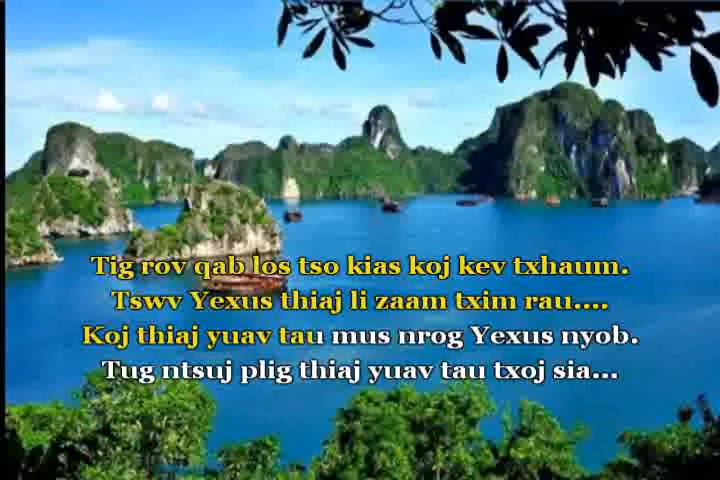 Tig rov qab los tso kias koj kev txhaum.
Tswv Yexus thiaj li zaam txim rau....
Koj thiaj yuav tau mus nrog Yexus nyob.
Tug ntsuj plig thiaj yuav tau txoj sia...